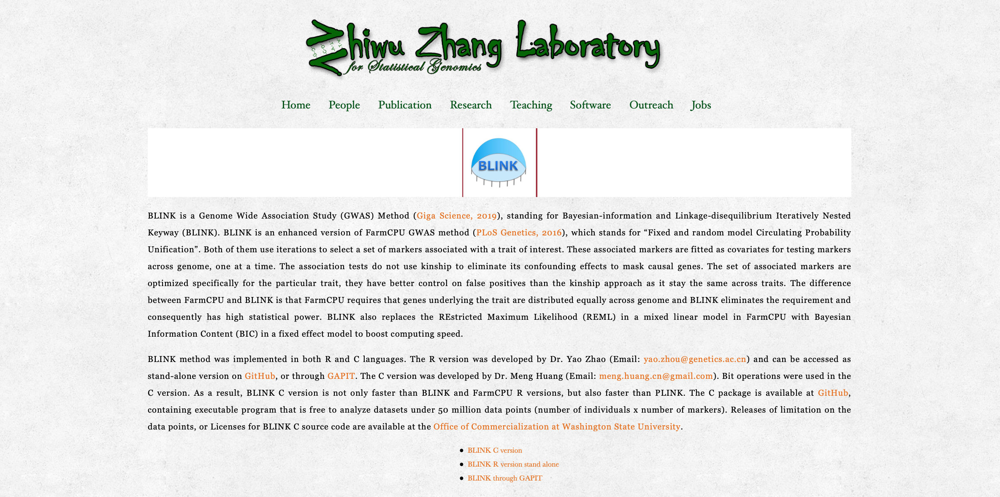 Zhiwu Zhang Laboratory
A-T
T-A
G-C
C-G
for Statistical Genomics
Home People Publication Research Teaching Software Outreach Jobs
BLINK
BLINK is a Genome Wide Association Study (GWAS) Method (Giga Science, 2019), standing for Bayesian-information and Linkage-disequilibrium Iteratively Nested
Keyway (BLINK). BLINK is an enhanced version of FarmCPU GWAS method (PLoS Genetics, 2016), which stands for “Fixed and random model Circulating Probability
Unification”. Both of them use iterations to select a set of markers associated with a trait of interest. These associated markers are fitted as covariates for testing markers
across genome, one at a time. The association tests do not use kinship to eliminate its confounding effects to mask causal genes. The set of associated markers are
optimized specifically for the particular trait, they have better control on false positives than the kinship approach as it stay the same across traits. The difference
between FarmCPU and BLINK is that FarmCPU requires that genes underlying the trait are distributed equally across genome and BLINK eliminates the requirement and
consequently has high statistical power. BLINK also replaces the REstricted Maximum Likelihood (REML) in a mixed linear model in FarmCPU with Bayesian
Information Content (BIC) in a fixed effect model to boost computing speed.
BLINK method was implemented in both R and C languages. The R version was developed by Dr. Yao Zhao (Email: yao.zhou@genetics.ac.cn) and can be accessed as
stand-alone version on GitHub, or through GAPIT. The C version was developed by Dr. Meng Huang (Email: meng.huang.cn@gmail.com). Bit operations were used in the
C version. As a result, BLINK C version is not only faster than BLINK and FarmCPU R versions, but also faster than PLINK. The C package is available at GitHub,
containing executable program that is free to analyze datasets under 50 million data points (number of individuals x number of markers). Releases of limitation on the
data points, or Licenses for BLINK C source code are available at the Office of Commercialization at Washington State University.
• BLINK C version
• BLINK R version stand alone
• BLINK through GAPIT